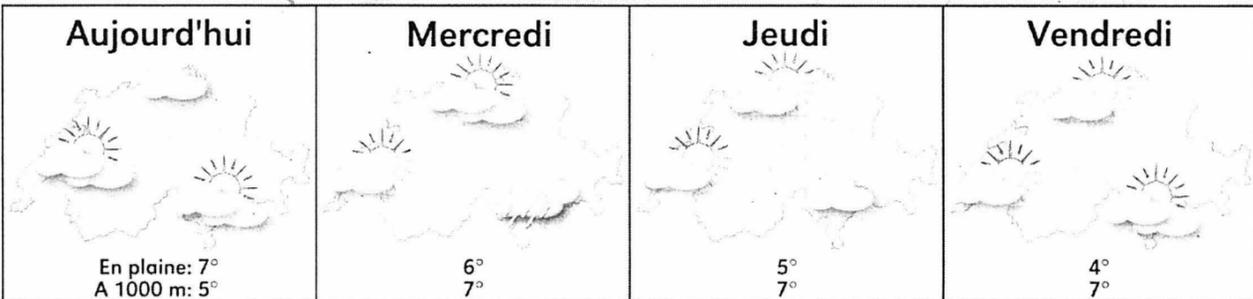 Aujourd'hui
En plaine: 7°
A 1000 m: 5°
Mercredi
6°
7°
Jeudi
5°
7°
Vendredi
4°
7°